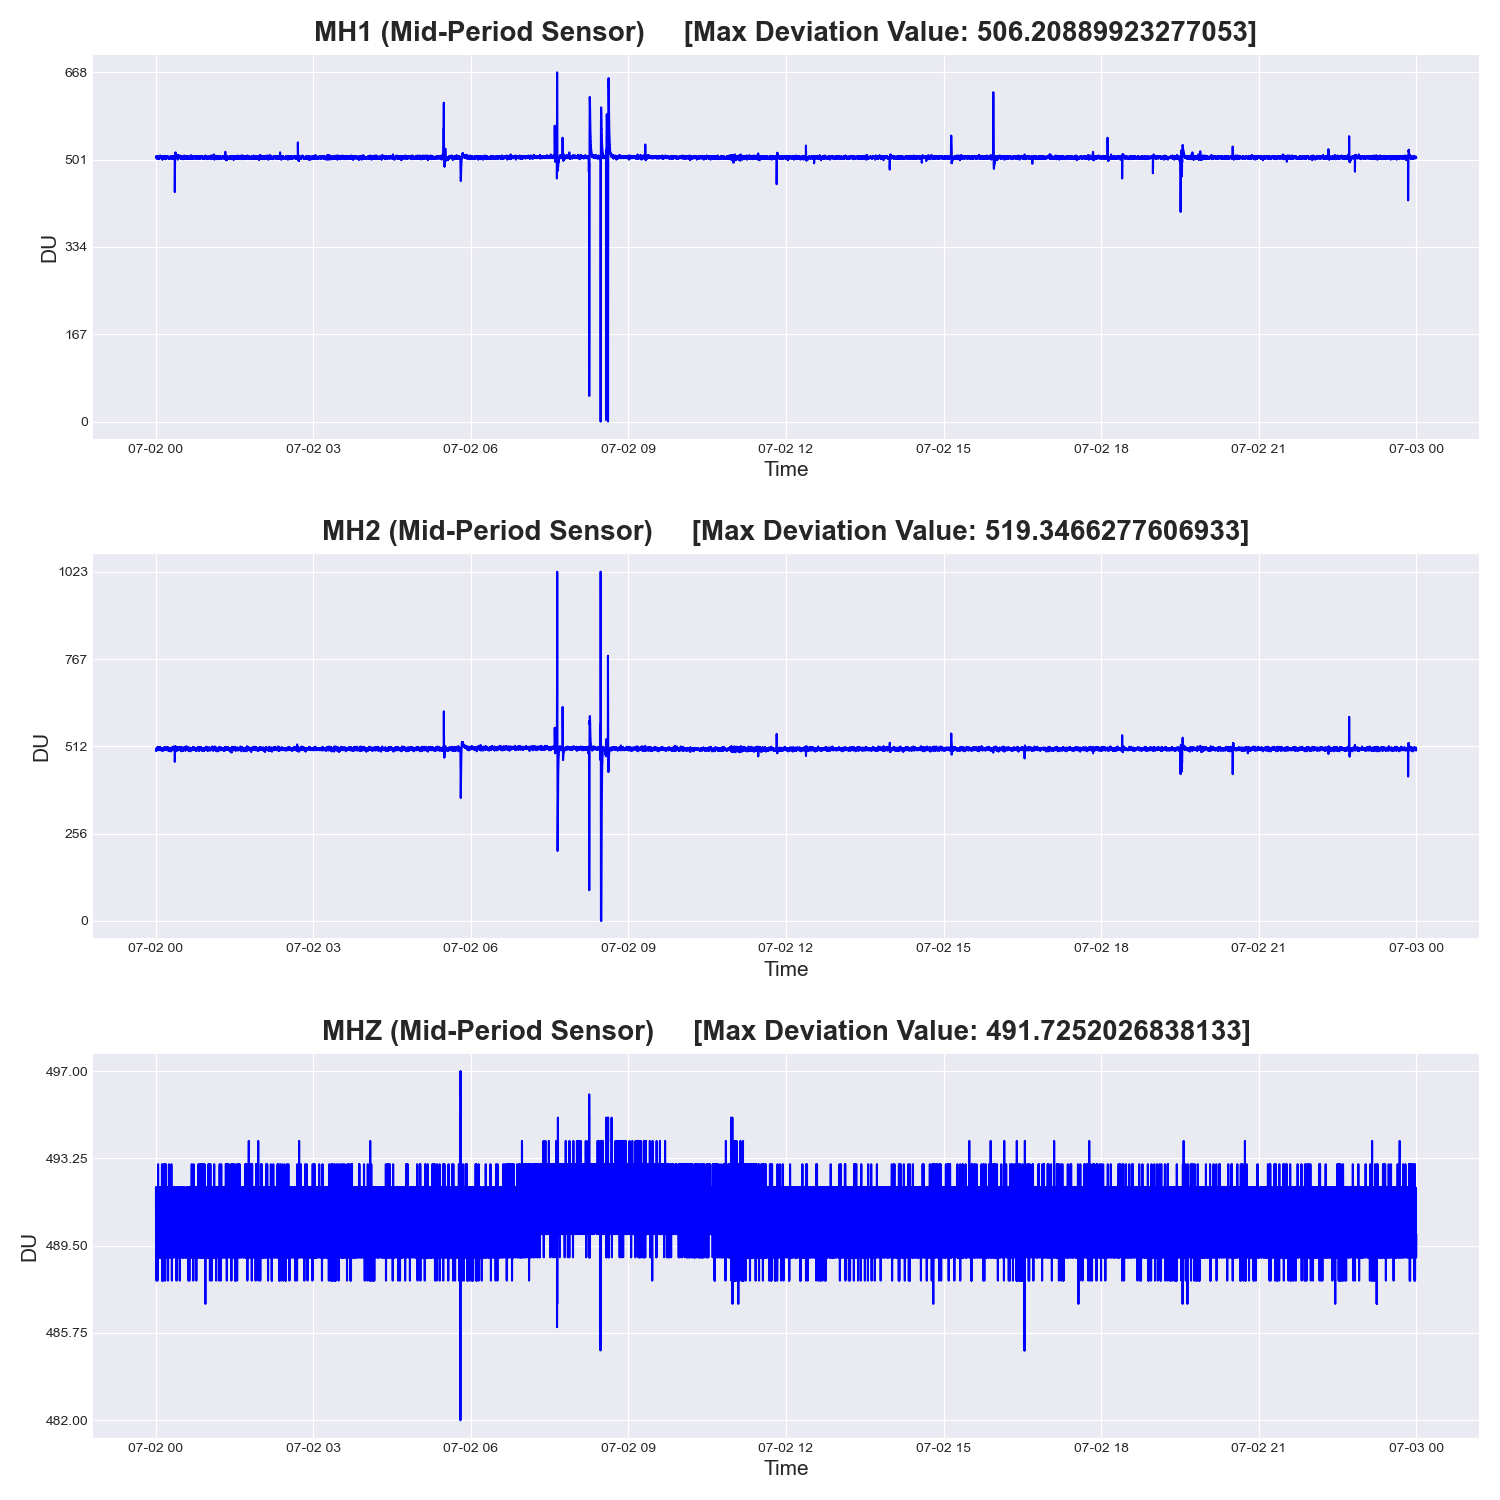 MH1 (Mid-Period Sensor) [Max Deviation Value: 506.20889923277053]
668
501
334
167
0
DU
07-02 00 07-02 03 07-02 06 07-02 09 07-02 12 07-02 15 07-02 18 07-02 21 07-03 00
Time
MH2 (Mid-Period Sensor) [Max Deviation Value: 519.3466277606933]
1023
767
512
256
0
DU
07-02 00 07-02 03 07-02 06 07-02 09 07-02 12 07-02 15 07-02 18 07-02 21 07-03 00
Time
MHZ (Mid-Period Sensor) [Max Deviation Value: 491.7252026838133]
497.00
493.25
489.50
485.75
482.00
DU
07-02 00 07-02 03 07-02 06 07-02 09 07-02 12 07-02 15 07-02 18 07-02 21 07-03 00
Time